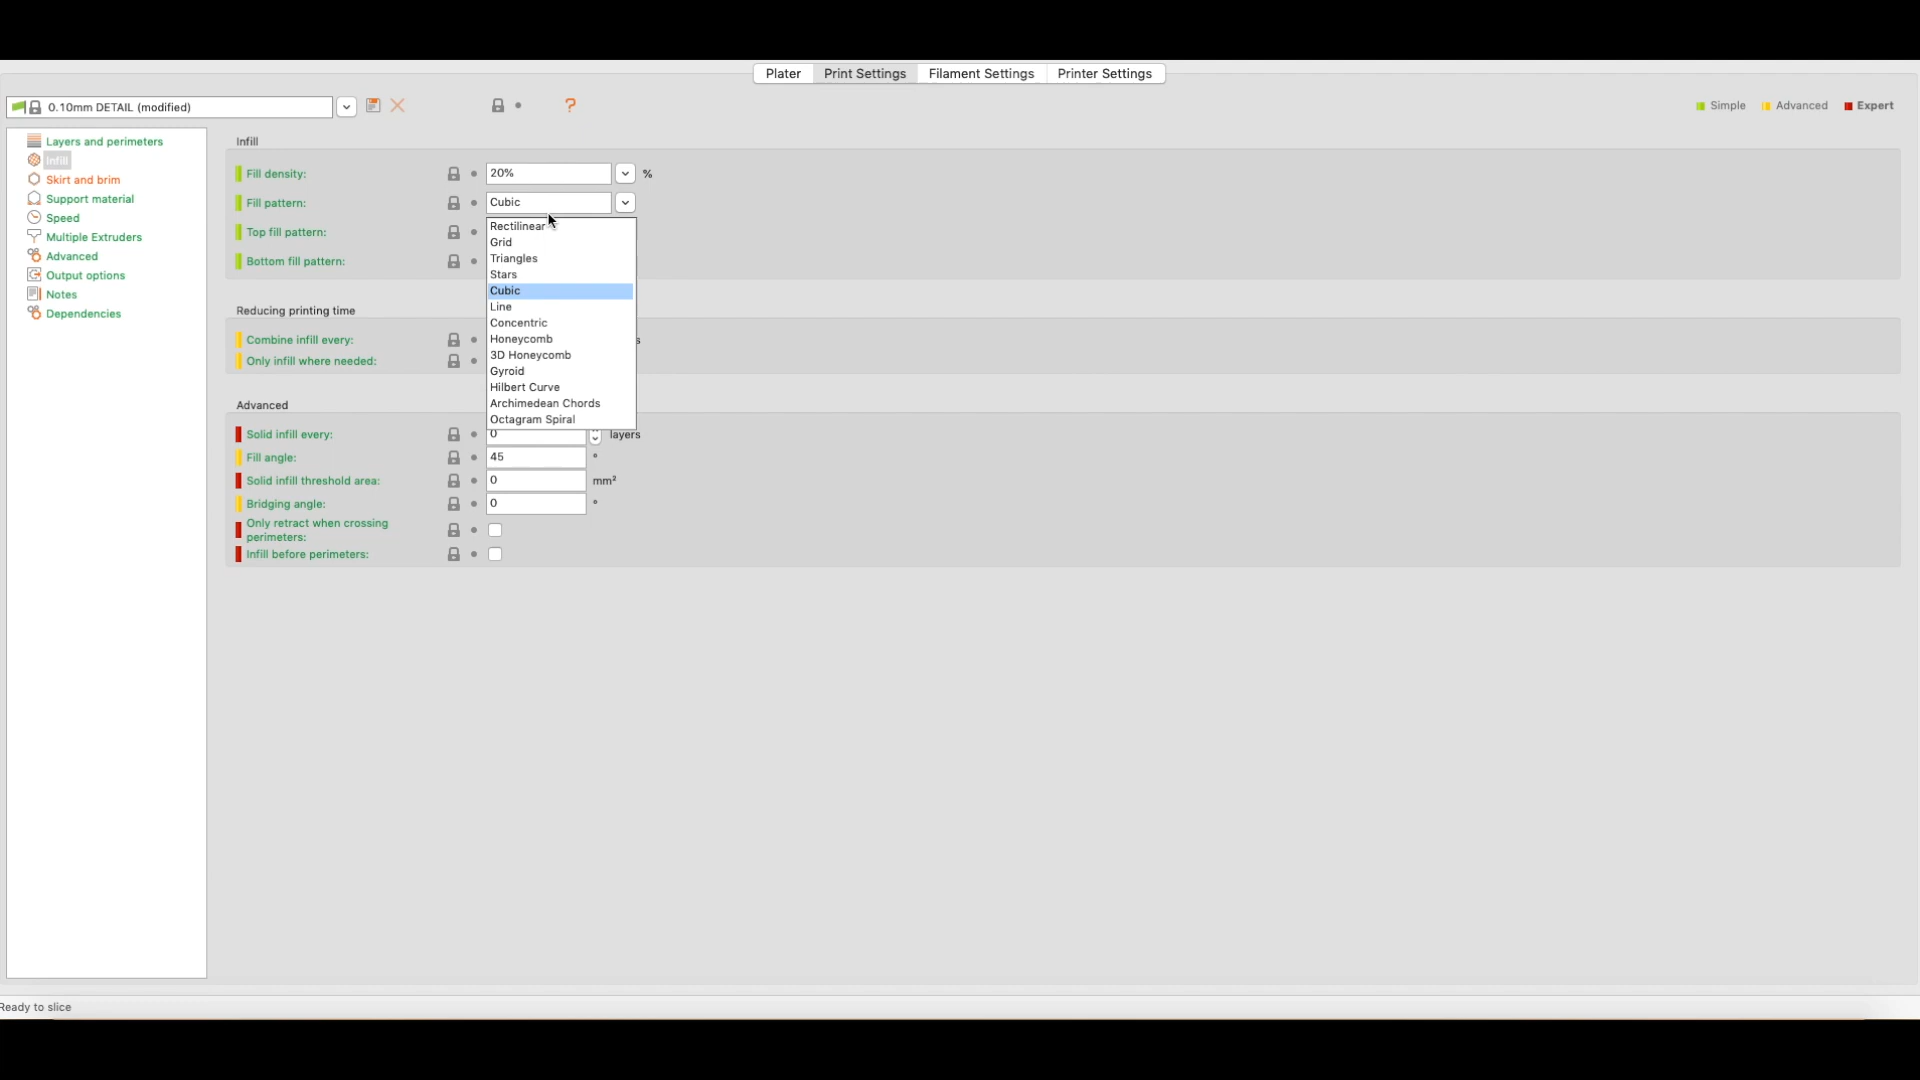 Plater Print Settings Filament Settings Printer Settings
0.10mm DETAIL (modified)
?
Simple Advanced Expert
Layers and perimeters
Infill
Skirt and brim
Support material
Speed
Multiple Extruders
Advanced
Output options
Notes
Dependencies
Infill
Fill density: 20% %
Fill pattern: Cubic
Top fill pattern:
Bottom fill pattern:
Rectilinear
Grid
Triangles
Stars
Cubic
Line
Concentric
Honeycomb
3D Honeycomb
Gyroid
Hilbert Curve
Archimedean Chords
Octagram Spiral
Reducing printing time
Combine infill every: s
Only infill where needed:
Advanced
Solid infill every: 0 layers
Fill angle: 45 °
Solid infill threshold area: 0 mm²
Bridging angle: 0 °
Only retract when crossing
perimeters:
Infill before perimeters:
Ready to slice